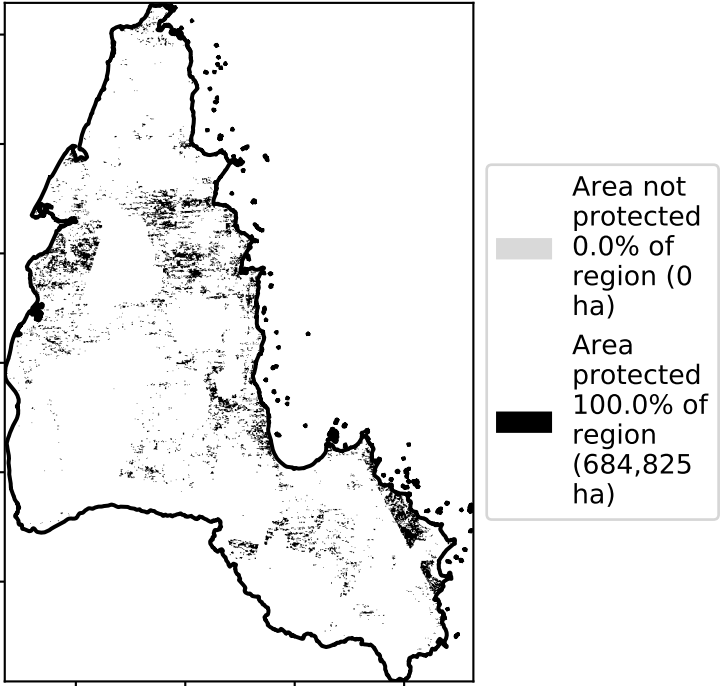 Area not
protected
0.0% of
region (0
ha)
Area
protected
100.0% of
region
(684,825
ha)